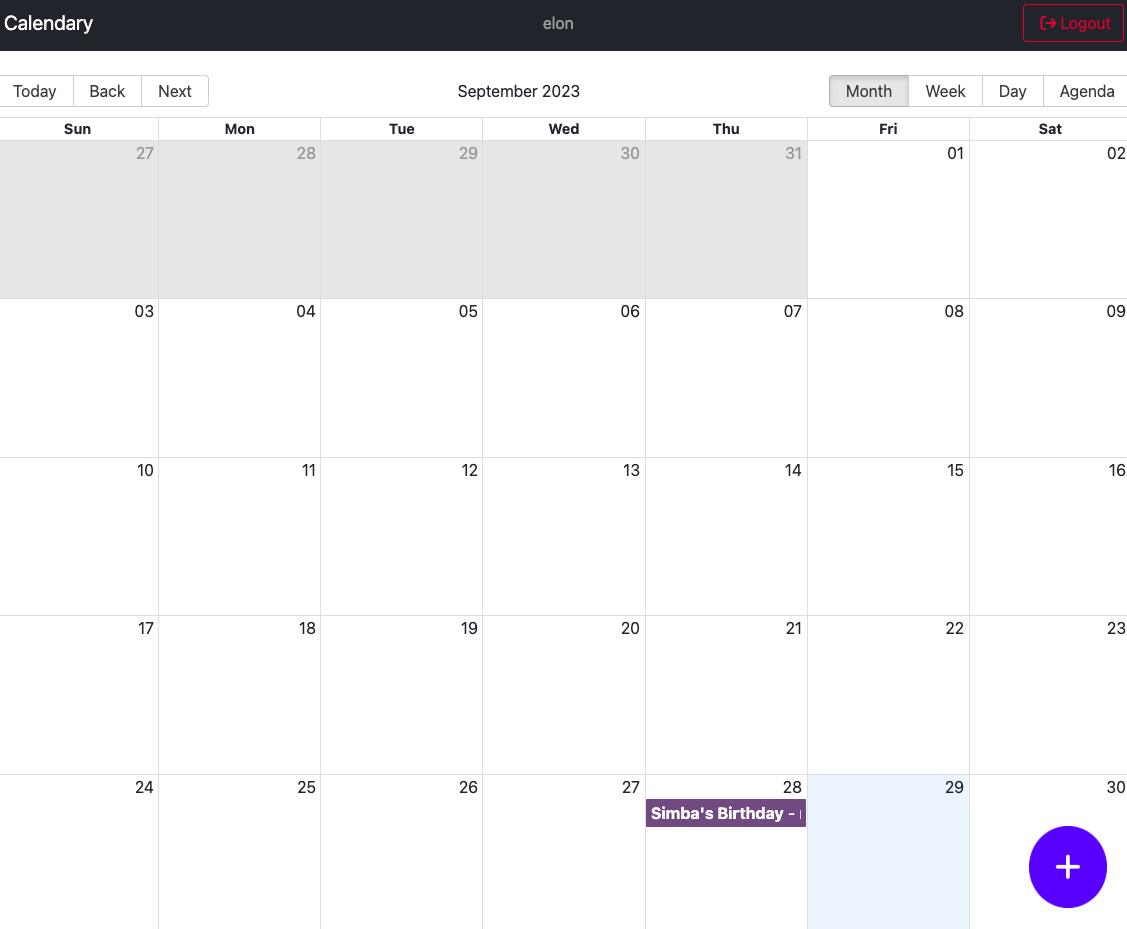 Calendary elon Logout
Today Back Next September 2023 Month Week Day Agenda
Sun Mon Tue Wed Thu Fri Sat
27 28 29 30 31 01 02
03 04 05 06 07 08 09
10 11 12 13 14 15 16
17 18 19 20 21 22 23
24 25 26 27 28 29 30
Simba's Birthday -